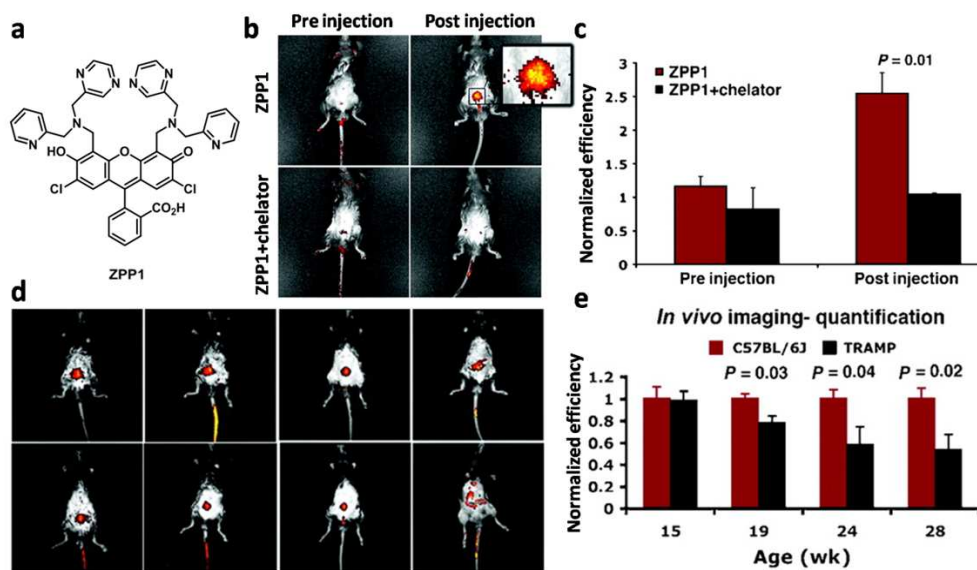 a
N
N
N
N
N
N
N
N
HO
O
O
Cl
Cl
CO2H
ZPP1
b
Pre injection
Post injection
ZPP1
ZPP1+chelator
c
Normalized efficiency
3
2.5
2
1.5
1
0.5
0
P = 0.01
ZPP1
ZPP1+chelator
Pre injection
Post injection
d
e
In vivo imaging- quantification
C57BL/6J
TRAMP
P = 0.03
P = 0.04
P = 0.02
Normalized efficiency
1.2
1
0.8
0.6
0.4
0.2
0
15
19
24
28
Age (wk)